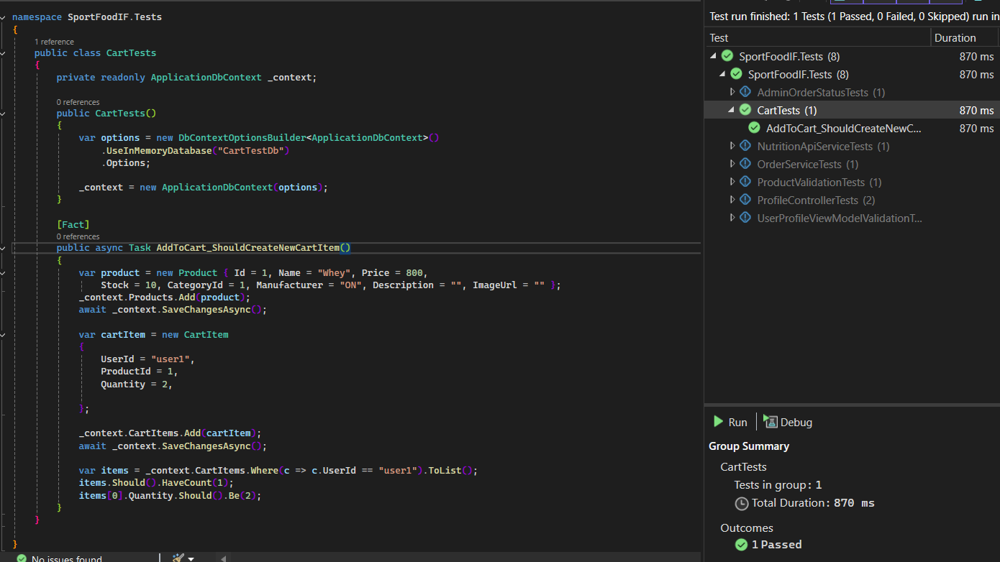 namespace SportFoodIF.Tests
{
1 reference
public class CartTests
{
private readonly ApplicationDbContext _context;
0 references
public CartTests()
{
var options = new DbContextOptionsBuilder<ApplicationDbContext>()
.UseInMemoryDatabase("CartTestDb")
.Options;
_context = new ApplicationDbContext(options);
}
[Fact]
0 references
public async Task AddToCart_ShouldCreateNewCartItem()
{
var product = new Product { Id = 1, Name = "Whey", Price = 800,
Stock = 10, CategoryId = 1, Manufacturer = "ON", Description = "", ImageUrl = "" };
_context.Products.Add(product);
await _context.SaveChangesAsync();
var cartItem = new CartItem
{
UserId = "user1",
ProductId = 1,
Quantity = 2,
};
_context.CartItems.Add(cartItem);
await _context.SaveChangesAsync();
var items = _context.CartItems.Where(c => c.UserId == "user1").ToList();
items.Should().HaveCount(1);
items[0].Quantity.Should().Be(2);
}
}
}
No issues found
Test run finished: 1 Tests (1 Passed, 0 Failed, 0 Skipped) run in
Test Duration
SportFoodIF.Tests (8) 870 ms
SportFoodIF.Tests (8) 870 ms
AdminOrderStatusTests (1)
CartTests (1) 870 ms
AddToCart_ShouldCreateNewC... 870 ms
NutritionApiServiceTests (1)
OrderServiceTests (1)
ProductValidationTests (1)
ProfileControllerTests (2)
UserProfileViewModelValidationT...
Run Debug
Group Summary
CartTests
Tests in group: 1
Total Duration: 870 ms
Outcomes
1 Passed